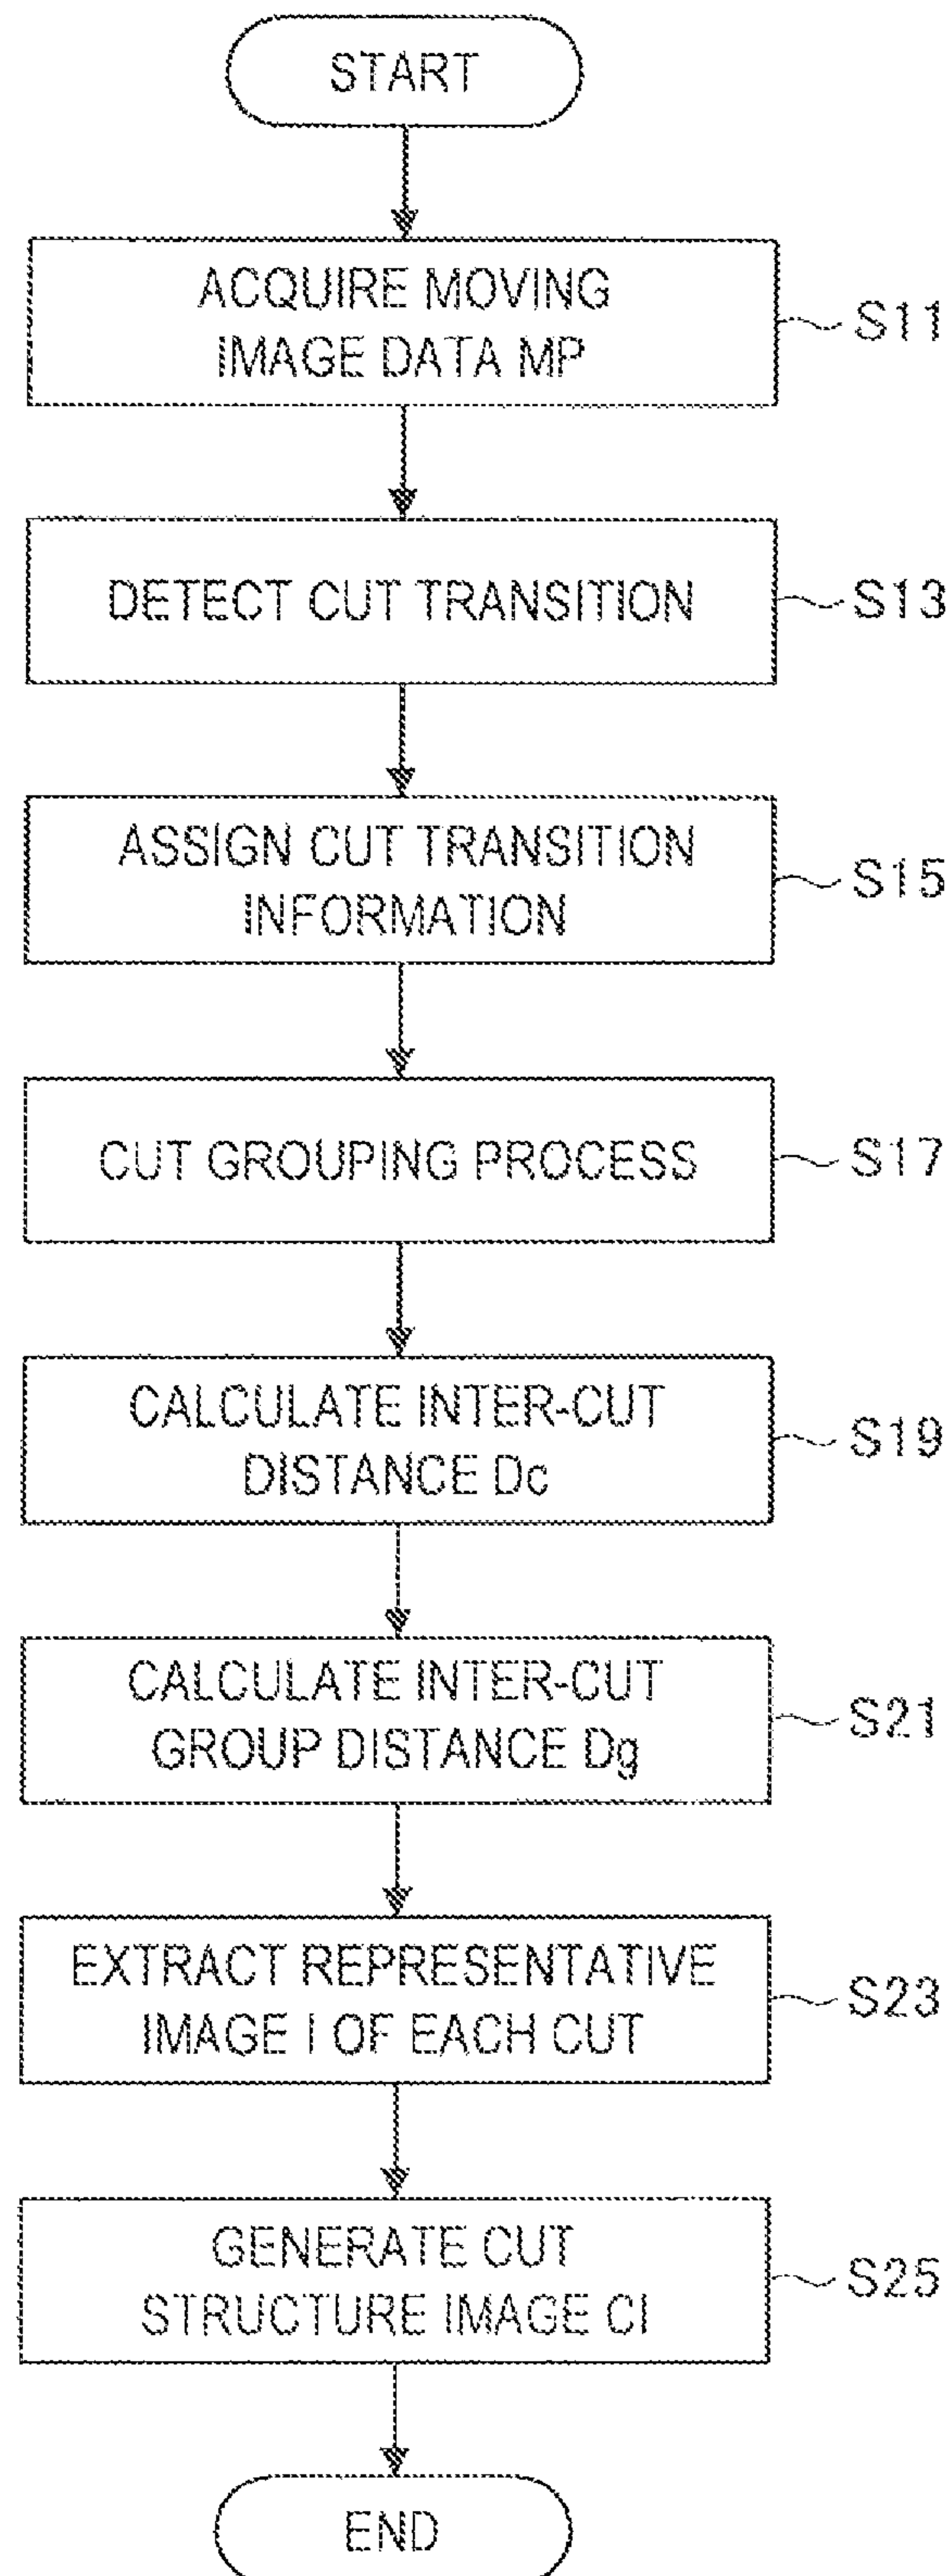 START
ACQUIRE MOVING
IMAGE DATA MP
S11
DETECT CUT TRANSITION
S13
ASSIGN CUT TRANSITION
INFORMATION
S15
CUT GROUPING PROCESS
S17
CALCULATE INTER-CUT
DISTANCE Dc
S19
CALCULATE INTER-CUT
GROUP DISTANCE Dg
S21
EXTRACT REPRESENTATIVE
IMAGE I OF EACH CUT
S23
GENERATE CUT
STRUCTURE IMAGE CI
S25
END